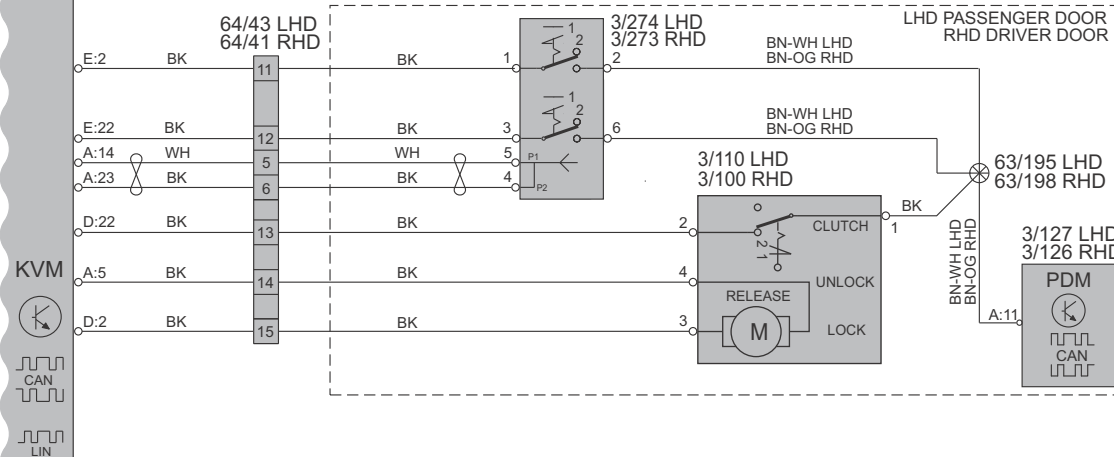 LHD PASSENGER DOOR
RHD DRIVER DOOR
64/43 LHD
64/41 RHD
3/274 LHD
3/273 RHD
1
2
E:2 BK 11 BK 1 2 BN-WH LHD
BN-OG RHD
1
2
E:22 BK 12 BK 3 6 BN-WH LHD
BN-OG RHD
A:14 WH 5 WH 5 P1
A:23 BK 6 BK 4 P2
3/110 LHD
3/100 RHD
63/195 LHD
63/198 RHD
D:22 BK 13 BK 2 2 1 CLUTCH 1 BK
BN-WH LHD
BN-OG RHD
3/127 LHD
3/126 RHD
KVM
A:5 BK 14 BK 4 UNLOCK
PDM
RELEASE
D:2 BK 15 BK 3 M LOCK
A:11
CAN
CAN
LIN